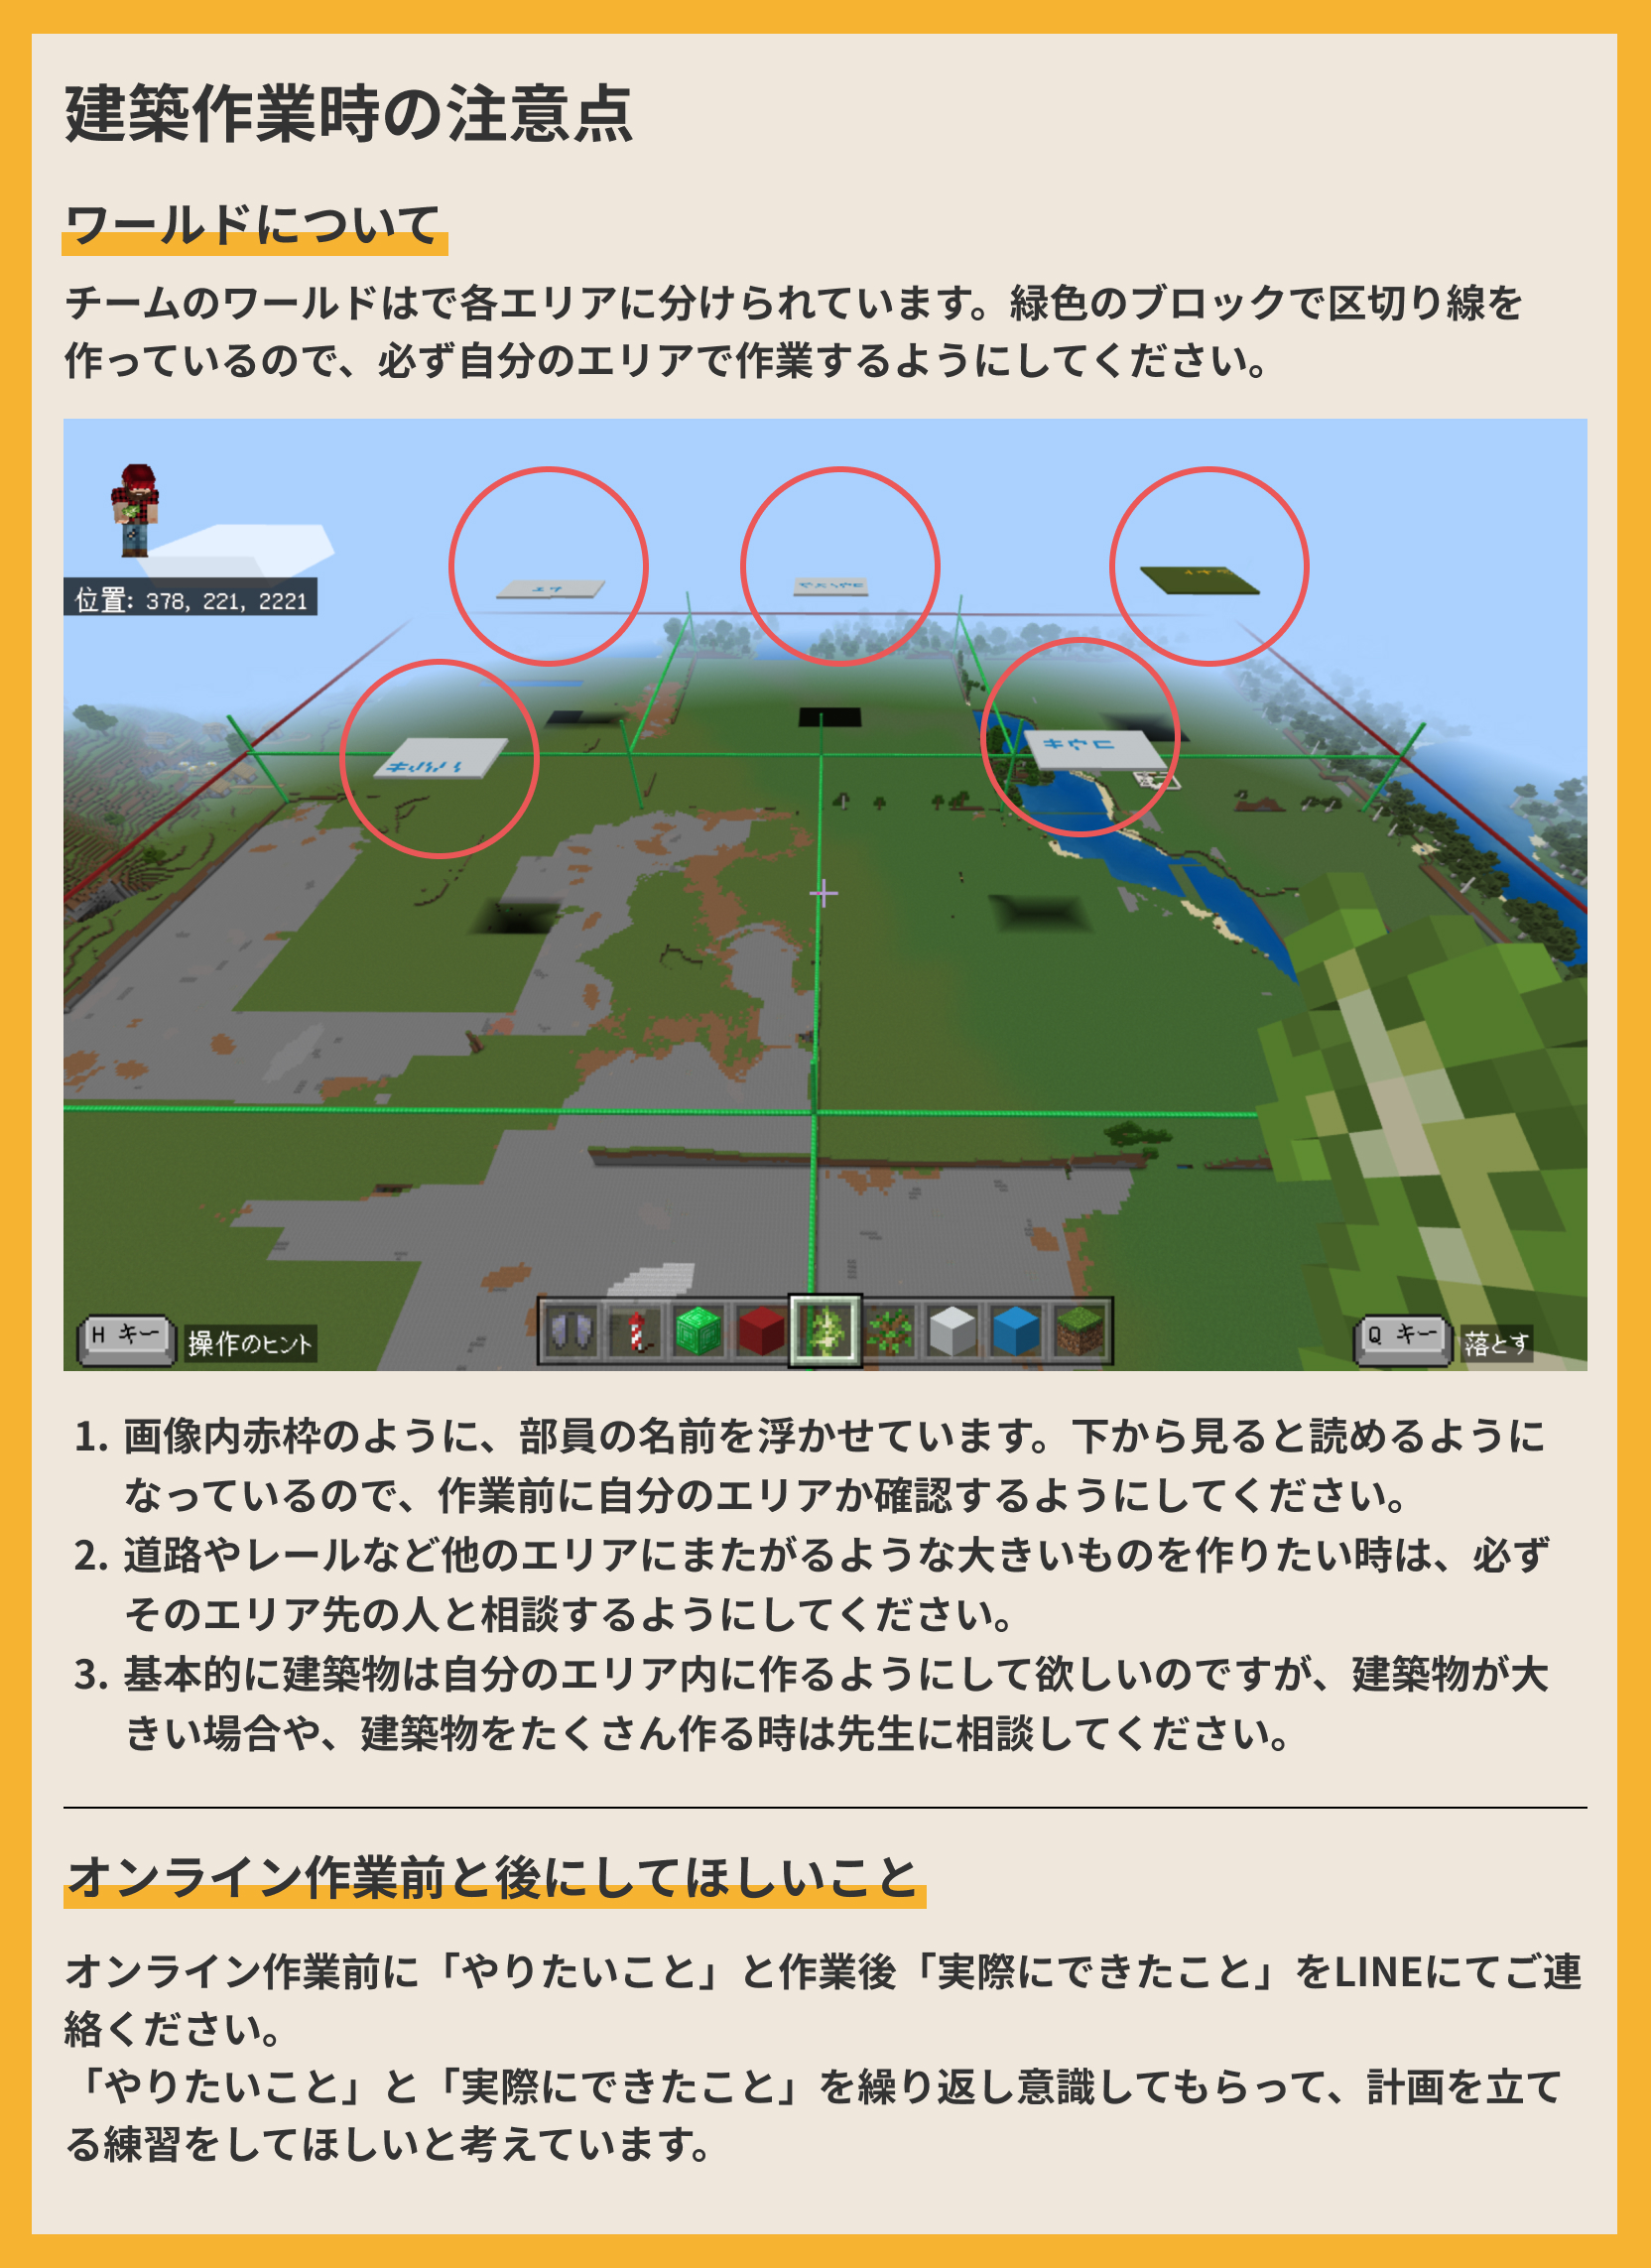 建築作業時の注意点
ワールドについて
チームのワールドはで各エリアに分けられています。緑色のブロックで区切り線を
作っているので、必ず自分のエリアで作業するようにしてください。
位置: 378, 221, 2221
H キー
操作のヒント
Q キー
落とす
1. 画像内赤枠のように、部員の名前を浮かせています。下から見ると読めるように
なっているので、作業前に自分のエリアか確認するようにしてください。
2. 道路やレールなど他のエリアにまたがるような大きいものを作りたい時は、必ず
そのエリア先の人と相談するようにしてください。
3. 基本的に建築物は自分のエリア内に作るようにして欲しいのですが、建築物が大
きい場合や、建築物をたくさん作る時は先生に相談してください。
オンライン作業前と後にしてほしいこと
オンライン作業前に「やりたいこと」と作業後「実際にできたこと」をLINEにてご連
絡ください。
「やりたいこと」と「実際にできたこと」を繰り返し意識してもらって、計画を立て
る練習をしてほしいと考えています。